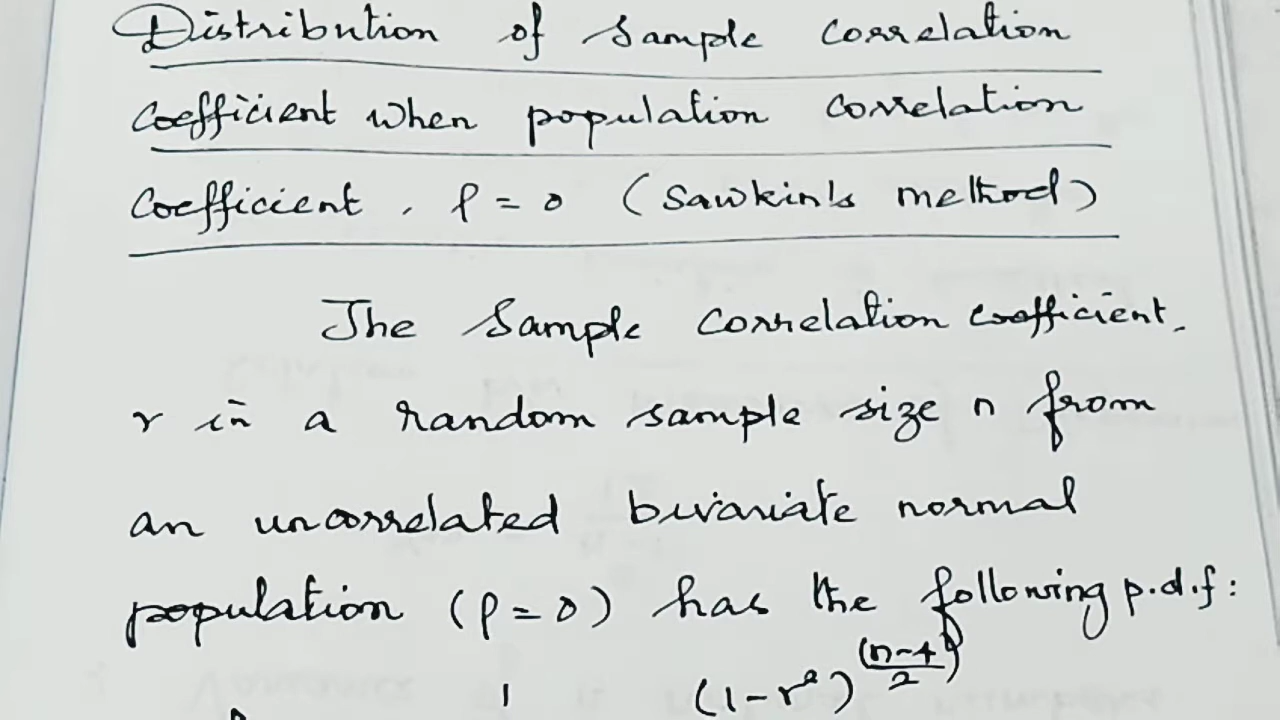 Distribution of Sample correlation
coefficient when population correlation
coefficient, ρ = 0 (Sawkin's method)
The Sample correlation coefficient,
r in a random sample size n from
an uncorrelated bivariate normal
population (ρ = 0) has the following p.d.f:
1 (1-r²)^((n-4)/2)